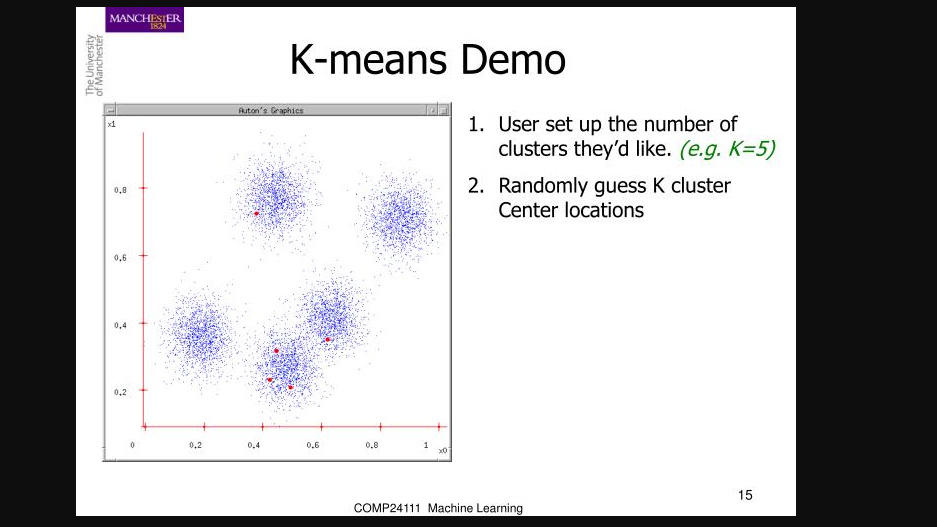 MANCHESTER
1824
The University
of Manchester
K-means Demo
Auton's Graphics
x1
0.8
0.6
0.4
0.2
0 0.2 0.4 0.6 0.8 1
x0
1. User set up the number of
clusters they'd like. (e.g. K=5)
2. Randomly guess K cluster
Center locations
15
COMP24111 Machine Learning